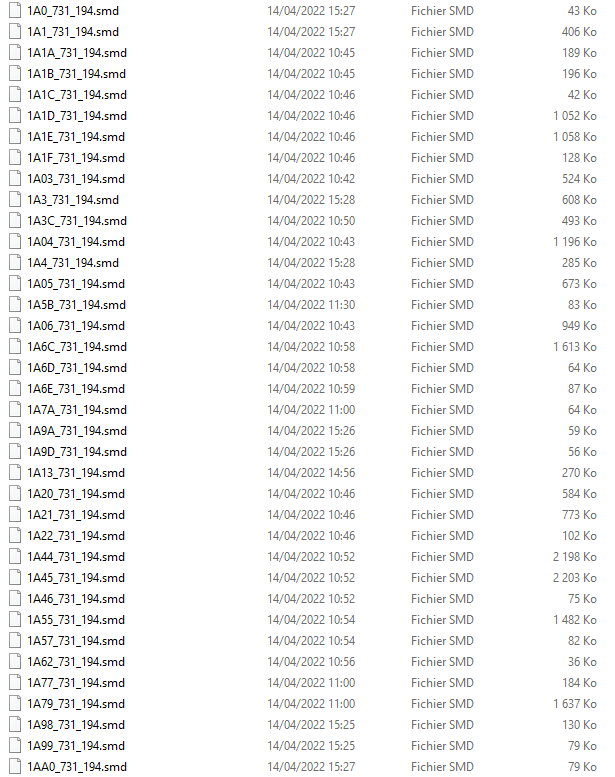 1A0_731_194.smd 14/04/2022 15:27 Fichier SMD 43 Ko
1A1_731_194.smd 14/04/2022 15:27 Fichier SMD 406 Ko
1A1A_731_194.smd 14/04/2022 10:45 Fichier SMD 189 Ko
1A1B_731_194.smd 14/04/2022 10:45 Fichier SMD 196 Ko
1A1C_731_194.smd 14/04/2022 10:46 Fichier SMD 42 Ko
1A1D_731_194.smd 14/04/2022 10:46 Fichier SMD 1 052 Ko
1A1E_731_194.smd 14/04/2022 10:46 Fichier SMD 1 058 Ko
1A1F_731_194.smd 14/04/2022 10:46 Fichier SMD 128 Ko
1A03_731_194.smd 14/04/2022 10:42 Fichier SMD 524 Ko
1A3_731_194.smd 14/04/2022 15:28 Fichier SMD 608 Ko
1A3C_731_194.smd 14/04/2022 10:50 Fichier SMD 493 Ko
1A04_731_194.smd 14/04/2022 10:43 Fichier SMD 1 196 Ko
1A4_731_194.smd 14/04/2022 15:28 Fichier SMD 285 Ko
1A05_731_194.smd 14/04/2022 10:43 Fichier SMD 673 Ko
1A5B_731_194.smd 14/04/2022 11:30 Fichier SMD 83 Ko
1A06_731_194.smd 14/04/2022 10:43 Fichier SMD 949 Ko
1A6C_731_194.smd 14/04/2022 10:58 Fichier SMD 1 613 Ko
1A6D_731_194.smd 14/04/2022 10:58 Fichier SMD 64 Ko
1A6E_731_194.smd 14/04/2022 10:59 Fichier SMD 87 Ko
1A7A_731_194.smd 14/04/2022 11:00 Fichier SMD 64 Ko
1A9A_731_194.smd 14/04/2022 15:26 Fichier SMD 59 Ko
1A9D_731_194.smd 14/04/2022 15:26 Fichier SMD 56 Ko
1A13_731_194.smd 14/04/2022 14:56 Fichier SMD 270 Ko
1A20_731_194.smd 14/04/2022 10:46 Fichier SMD 584 Ko
1A21_731_194.smd 14/04/2022 10:46 Fichier SMD 773 Ko
1A22_731_194.smd 14/04/2022 10:46 Fichier SMD 102 Ko
1A44_731_194.smd 14/04/2022 10:52 Fichier SMD 2 198 Ko
1A45_731_194.smd 14/04/2022 10:52 Fichier SMD 2 203 Ko
1A46_731_194.smd 14/04/2022 10:52 Fichier SMD 75 Ko
1A55_731_194.smd 14/04/2022 10:54 Fichier SMD 1 482 Ko
1A57_731_194.smd 14/04/2022 10:54 Fichier SMD 82 Ko
1A62_731_194.smd 14/04/2022 10:56 Fichier SMD 36 Ko
1A77_731_194.smd 14/04/2022 11:00 Fichier SMD 184 Ko
1A79_731_194.smd 14/04/2022 11:00 Fichier SMD 1 637 Ko
1A98_731_194.smd 14/04/2022 15:25 Fichier SMD 130 Ko
1A99_731_194.smd 14/04/2022 15:25 Fichier SMD 79 Ko
1AA0_731_194.smd 14/04/2022 15:27 Fichier SMD 79 Ko